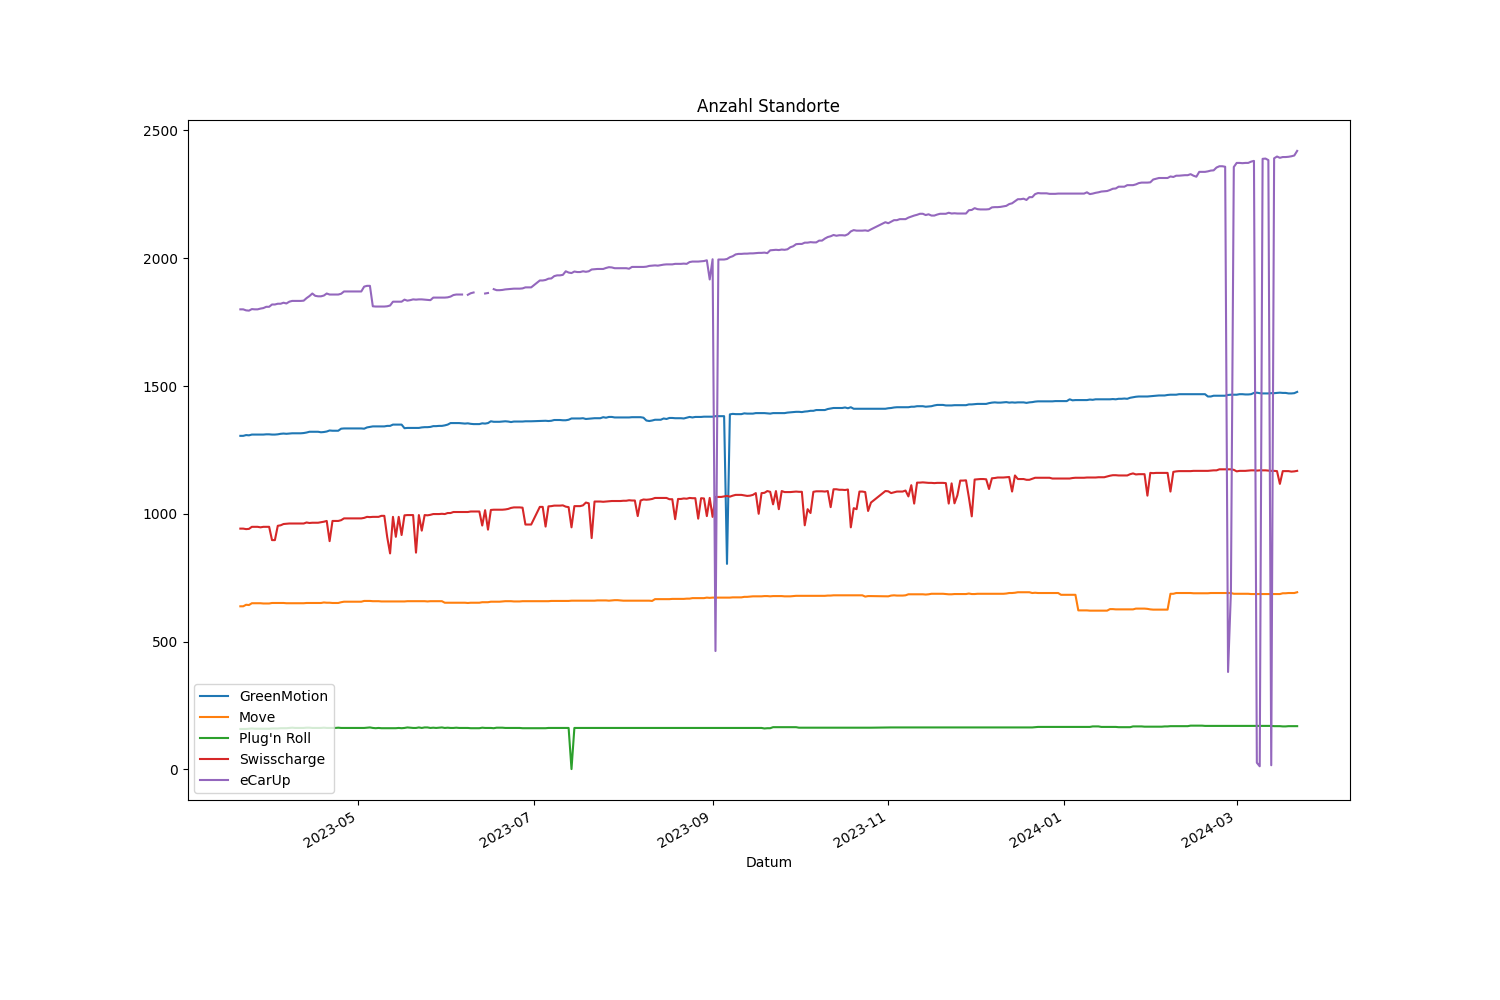 Anzahl Standorte
2500
2000
1500
1000
500
0
GreenMotion
Move
Plug'n Roll
Swisscharge
eCarUp
2023-05
2023-07
2023-09
2023-11
2024-01
2024-03
Datum